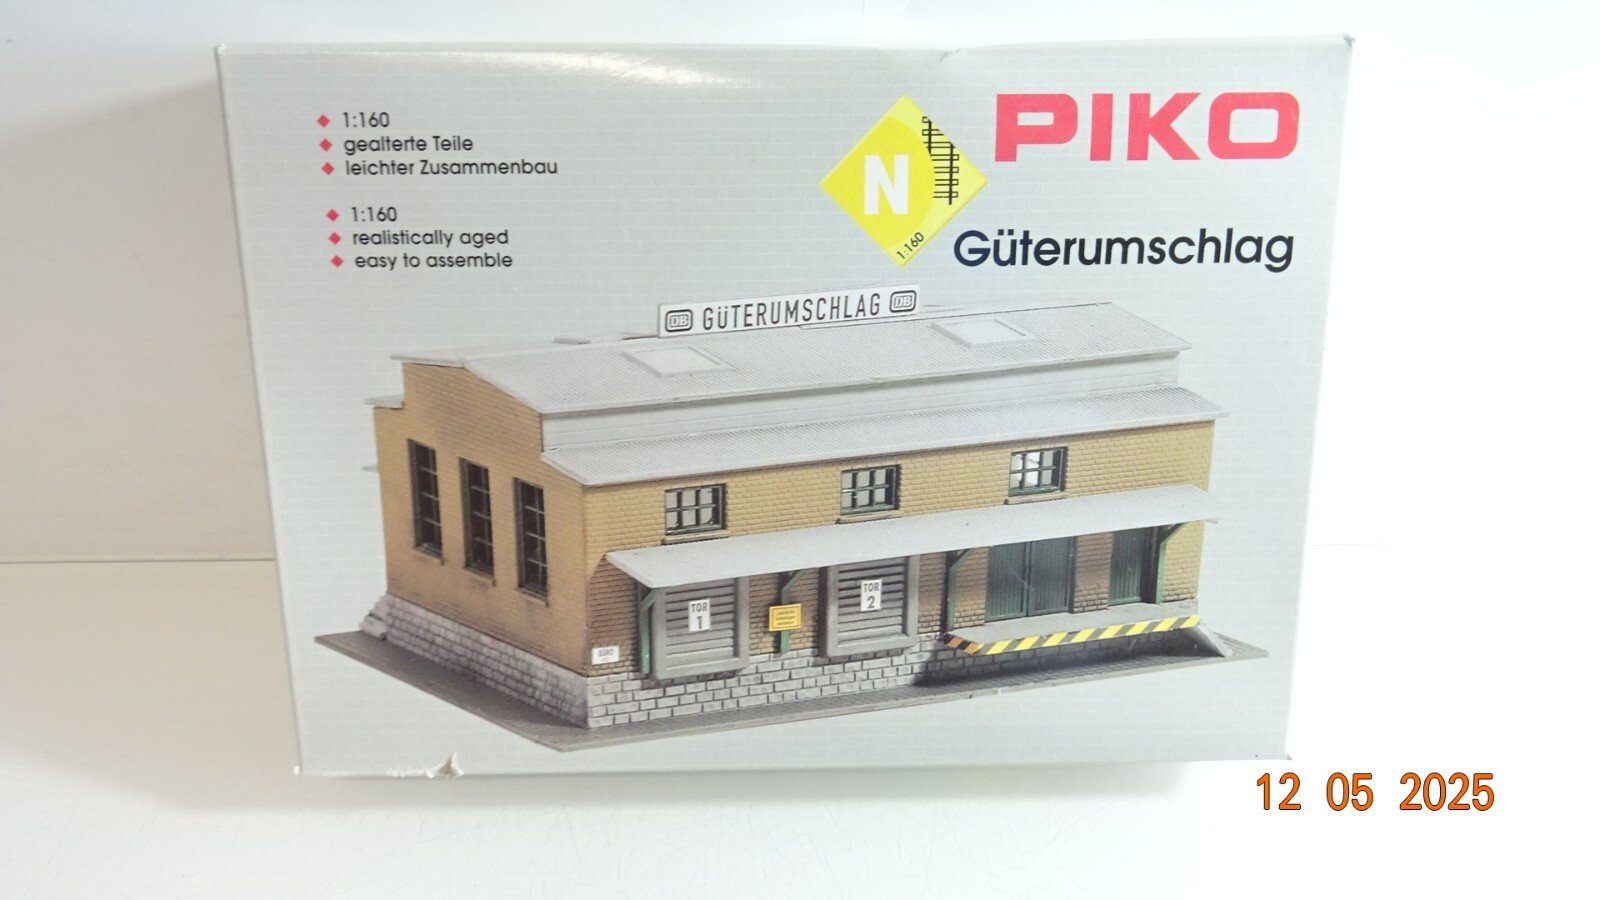 1:160
gealterte Teile
leichter Zusammenbau
1:160
realistically aged
easy to assemble
N
1:160
PIKO
Güterumschlag
DB GÜTERUMSCHLAG DB
TOR
1
TOR
2
BÜRO
12 05 2025